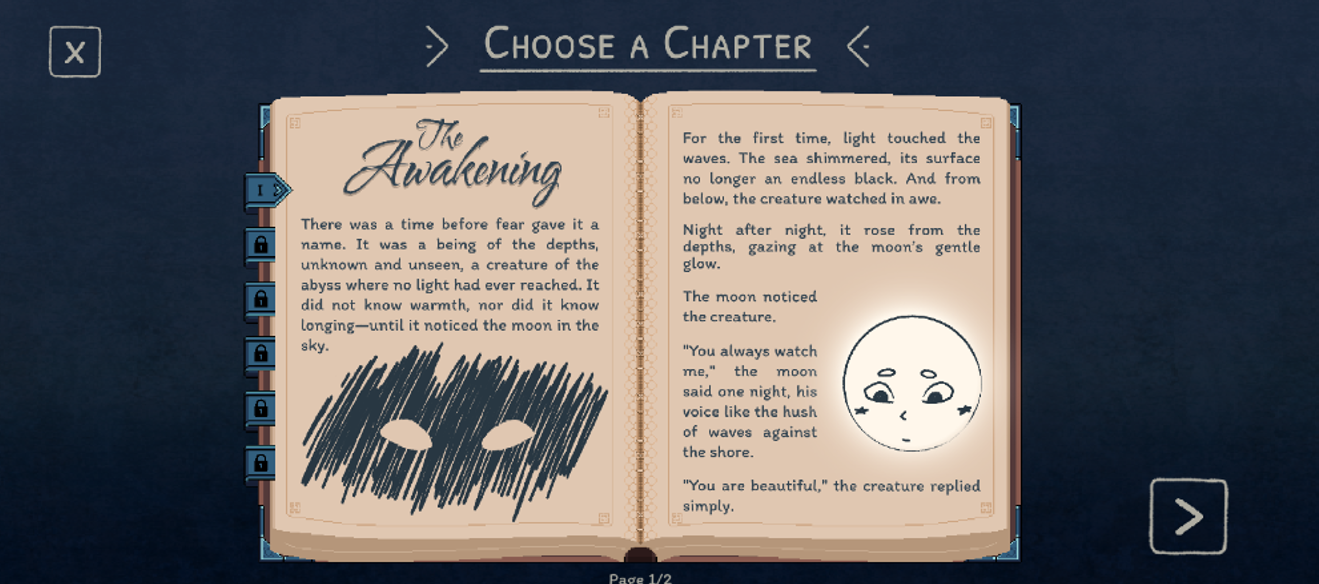 X
CHOOSE A CHAPTER
The
Awakening
I
There was a time before fear gave it a
name. It was a being of the depths,
unknown and unseen, a creature of the
abyss where no light had ever reached. It
did not know warmth, nor did it know
longing—until it noticed the moon in the
sky.
For the first time, light touched the
waves. The sea shimmered, its surface
no longer an endless black. And from
below, the creature watched in awe.
Night after night, it rose from the
depths, gazing at the moon's gentle
glow.
The moon noticed
the creature.
"You always watch
me," the moon
said one night, his
voice like the hush
of waves against
the shore.
"You are beautiful," the creature replied
simply.
Page 1/2